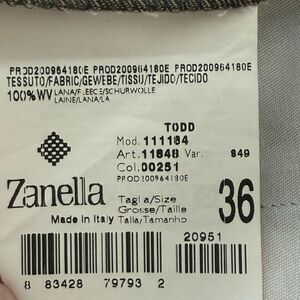 PROD200964180E PROD200964180E PROD200964180E
TESSUTO/FABRIC/GEWEBE/TISSU/TEJIDO/TECIDO
100%WV LANA/FLEECE/SCHURWOLLE
LAINE/LANA/LA
TODD
Mod. 111164
Art. 11648 Var. 849
Col. 00251
PROD200964180E
Zanella
Made in Italy
Taglia/Size
Grosse/Taille
Talla/Tamanho
36
20951
8 83428 79793 2